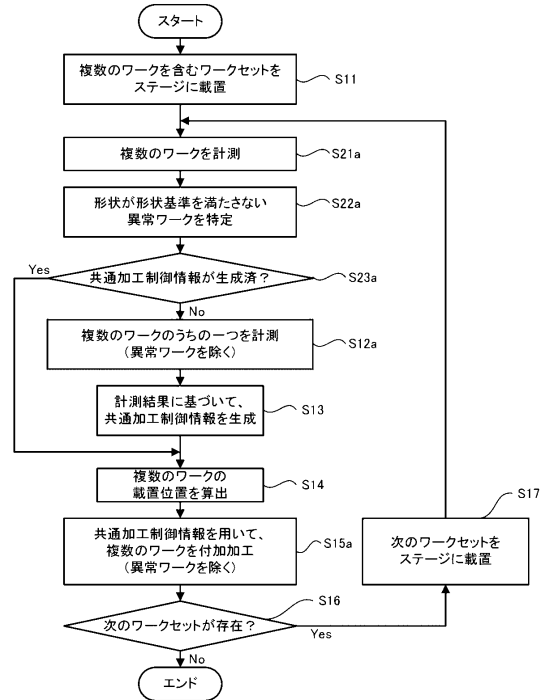 スタート
複数のワークを含むワークセットを
ステージに載置
S11
複数のワークを計測
S21a
形状が形状基準を満たさない
異常ワークを特定
S22a
Yes
共通加工制御情報が生成済?
S23a
No
複数のワークのうちの一つを計測
(異常ワークを除く)
S12a
計測結果に基づいて、
共通加工制御情報を生成
S13
複数のワークの
載置位置を算出
S14
共通加工制御情報を用いて、
複数のワークを付加加工
(異常ワークを除く)
S15a
S17
次のワークセットを
ステージに載置
S16
次のワークセットが存在?
Yes
No
エンド